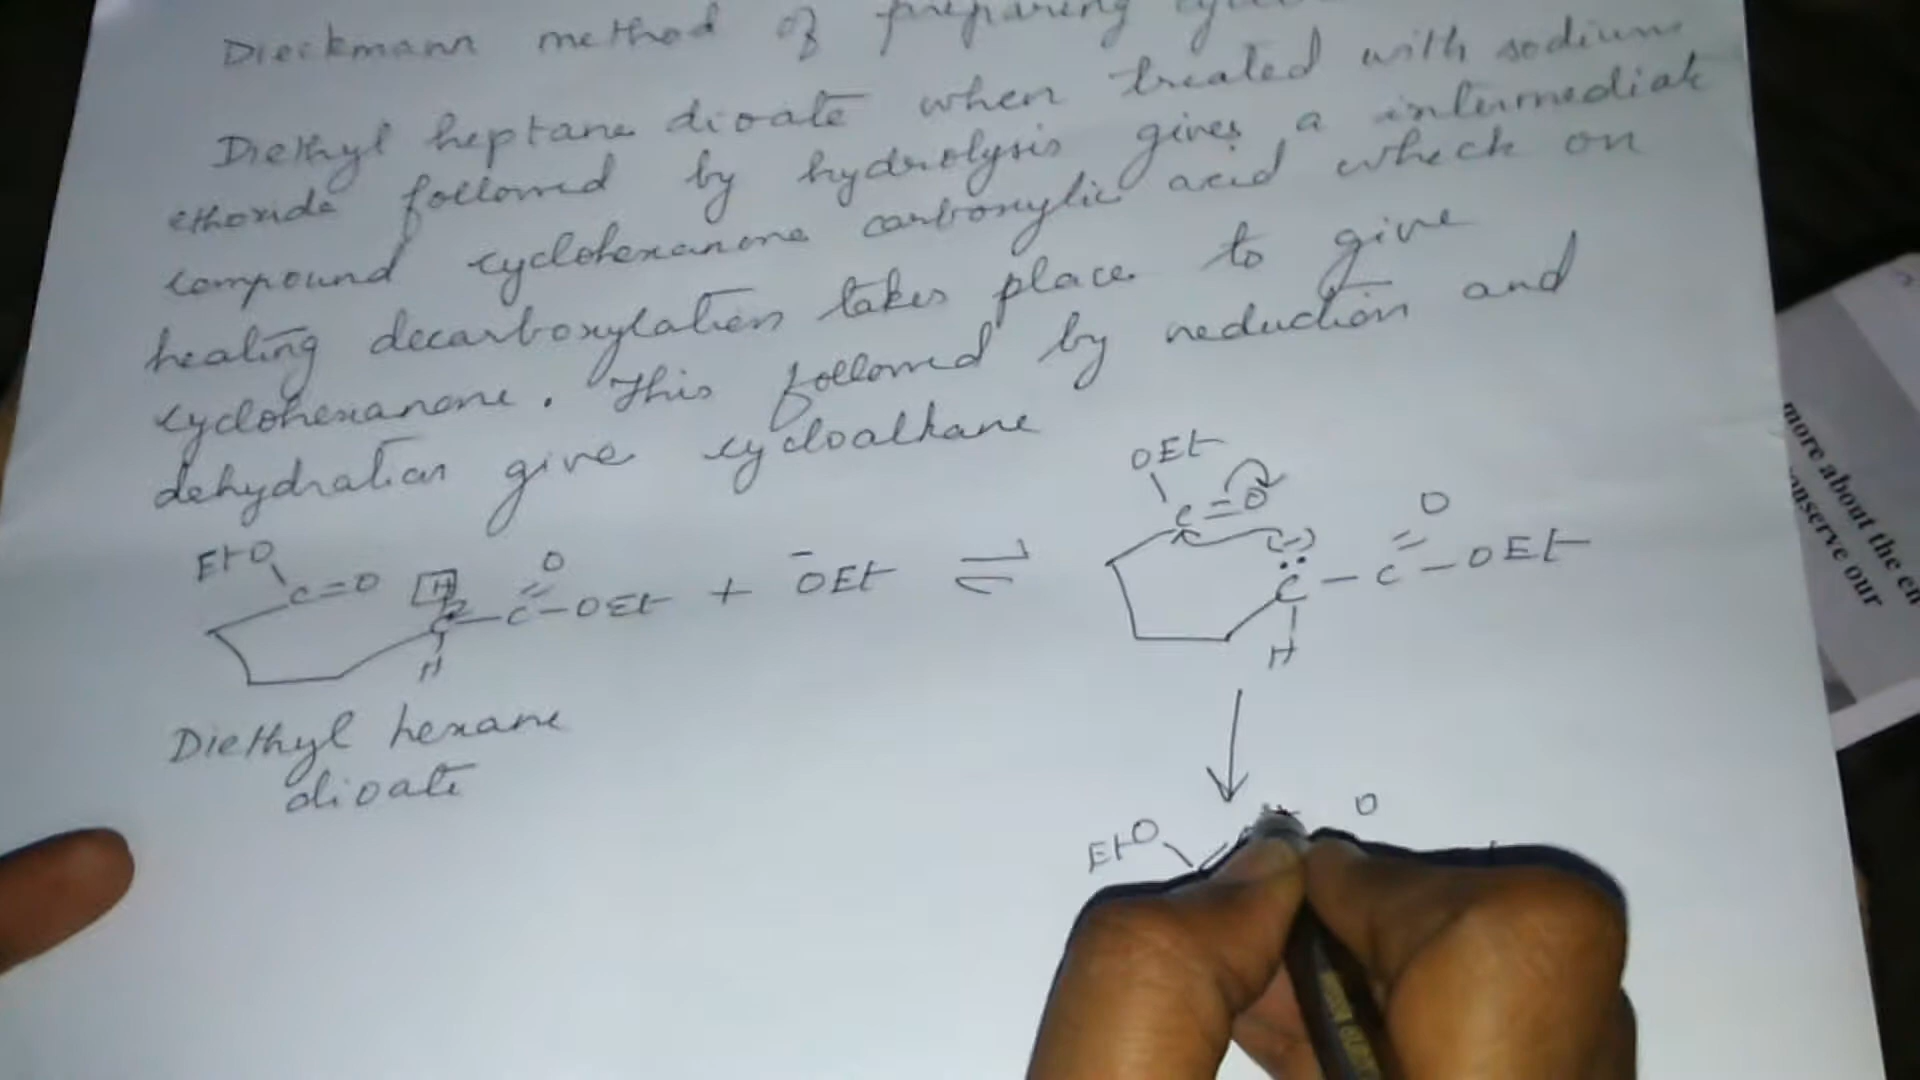 Dieckmann method of preparing
Diethyl heptane dioate when treated with sodium
ethoxide followed by hydrolysis gives a intermediate
compound cyclohexanone carboxylic acid which on
heating decarboxylation takes place to give
cyclohexanone. This followed by reduction and
dehydration give cycloalkane
OEt
C=O
O
(-)
C-C-OEt
H
EtO
C=O
H
O
C-C-OEt + -OEt ⇌
H
Diethyl hexane
dioate
EtO
O
more about the en
onserve our